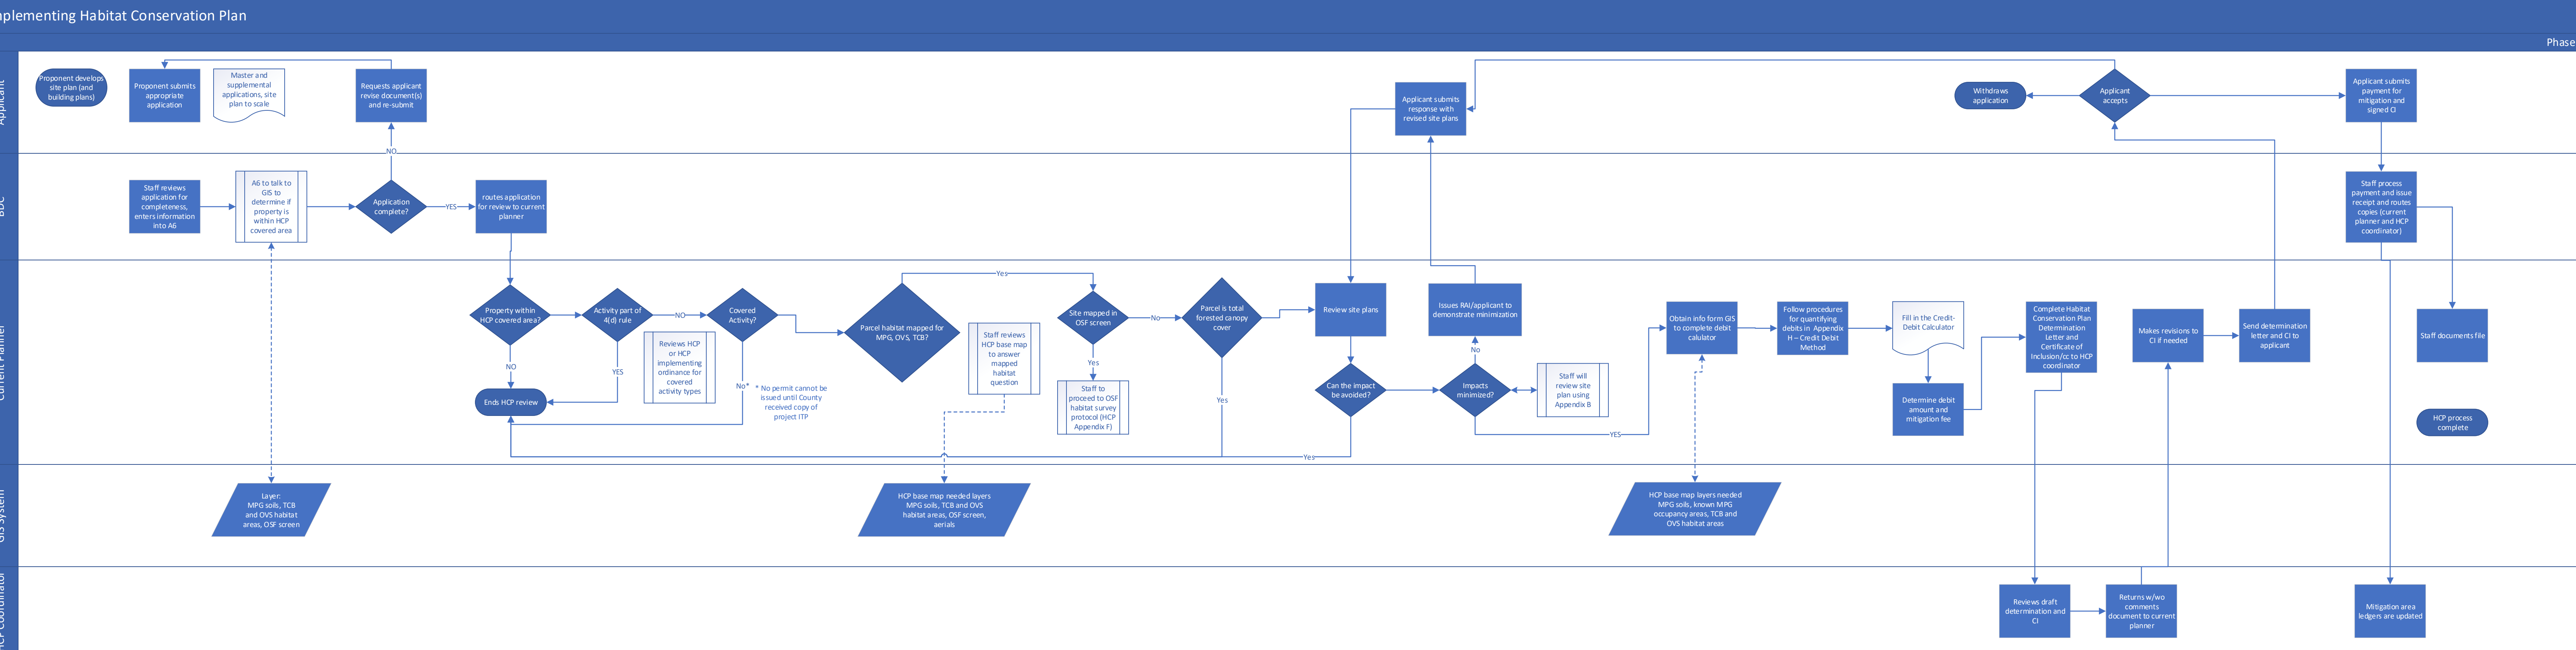 mplementing Habitat Conservation Plan
Phase
Applicant
Proponent develops
site plan (and
building plans)
Proponent submits
appropriate
application
Master and
supplemental
applications, site
plan to scale
Requests applicant
revise document(s)
and re-submit
NO
Applicant submits
response with
revised site plans
Withdraws
application
Applicant
accepts
Applicant submits
payment for
mitigation and
signed CI
BDC
Staff reviews
application for
completeness,
enters information
into A6
A6 to talk to
GIS to
determine if
property is
within HCP
covered area
Application
complete?
YES
routes application
for review to current
planner
Staff process
payment and issue
receipt and routes
copies (current
planner and HCP
coordinator)
Current Planner
Property within
HCP covered area?
NO
Ends HCP review
Activity part of
4(d) rule
YES
NO
Reviews HCP
or HCP
implementing
ordinance for
covered
activity types
Covered
Activity?
No*
* No permit cannot be
issued until County
received copy of
project ITP
Parcel habitat mapped for
MPG, OVS, TCB?
Yes
Staff reviews
HCP base map
to answer
mapped
habitat
question
Site mapped in
OSF screen
No
Yes
Staff to
proceed to OSF
habitat survey
protocol (HCP
Appendix F)
Parcel is total
forested canopy
cover
Yes
Review site plans
Can the impact
be avoided?
Yes
Issues RAI/applicant to
demonstrate minimization
No
Impacts
minimized?
YES
Staff will
review site
plan using
Appendix B
Obtain info form GIS
to complete debit
calulator
Follow procedures
for quantifying
debits in Appendix
H – Credit Debit
Method
Fill in the Credit-
Debit Calculator
Determine debit
amount and
mitigation fee
Complete Habitat
Conservation Plan
Determination
Letter and
Certificate of
Inclusion/cc to HCP
coordinator
Makes revisions to
CI if needed
Send determination
letter and CI to
applicant
Staff documents file
HCP process
complete
GIS System
Layer:
MPG soils, TCB
and OVS habitat
areas, OSF screen
HCP base map needed layers
MPG soils, TCB and OVS
habitat areas, OSF screen,
aerials
HCP base map layers needed
MPG soils, known MPG
occupancy areas, TCB and
OVS habitat areas
HCP Coordinator
Reviews draft
determination and
CI
Returns w/wo
comments
document to current
planner
Mitigation area
ledgers are updated